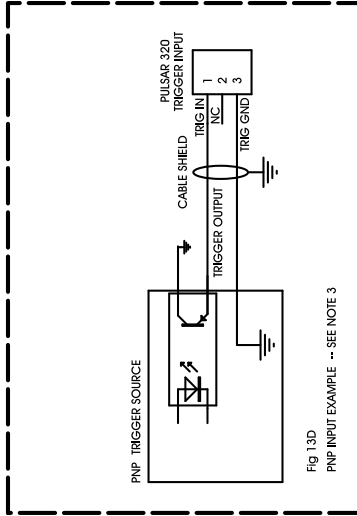 PULSAR 320
TRIGGER INPUT
1
2
3
TRIG IN
NC
TRIG GND
CABLE SHIELD
TRIGGER OUTPUT
PNP TRIGGER SOURCE
Fig 13D
PNP INPUT EXAMPLE -- SEE NOTE 3